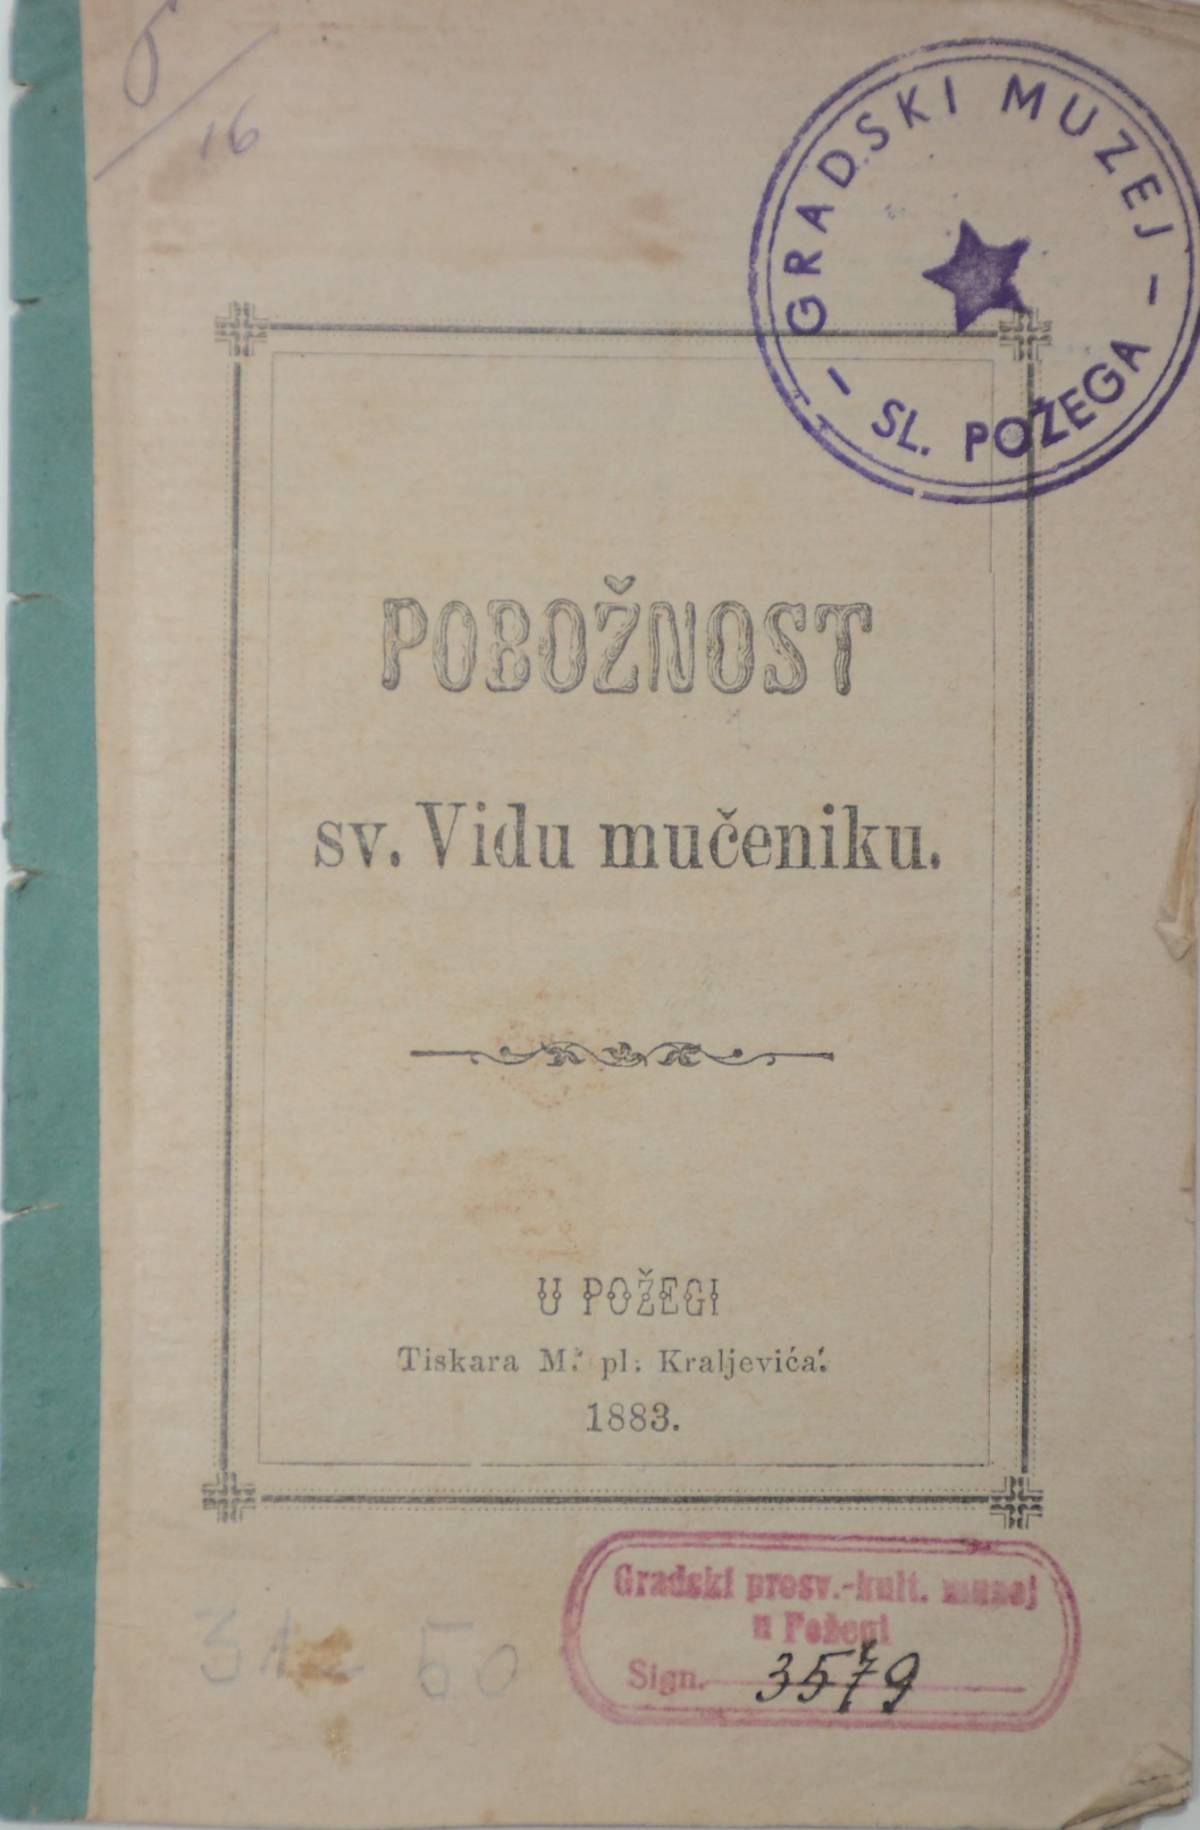 16
GRADSKI MUZEJ
- SL. POŽEGA -
POBOŽNOST
sv. Vidu mučeniku.
U POŽEGI
Tiskara M. pl. Kraljevića.
1883.
Gradski prosv.-kult. muzej
u Požegi
Sign. 3579